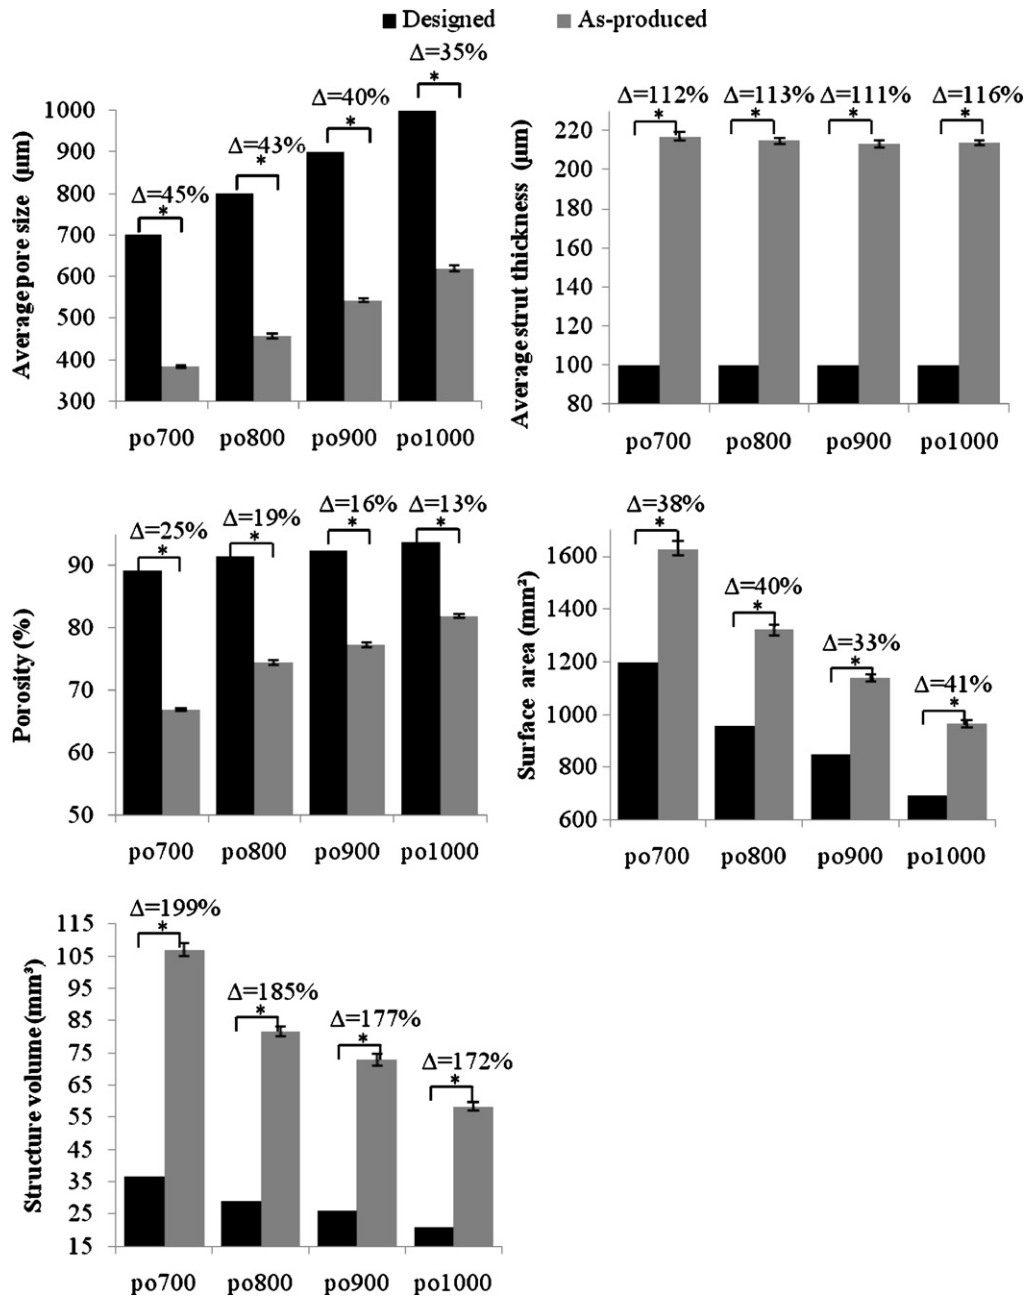 Designed As-produced
Average pore size (µm)
1000
900
800
700
600
500
400
300
Δ=45%
*
Δ=43%
*
Δ=40%
*
Δ=35%
*
po700 po800 po900 po1000
Average strut thickness (µm)
220
200
180
160
140
120
100
80
Δ=112% Δ=113% Δ=111% Δ=116%
* * * *
po700 po800 po900 po1000
Porosity (%)
90
80
70
60
50
Δ=25%
*
Δ=19%
*
Δ=16%
*
Δ=13%
*
po700 po800 po900 po1000
Surface area (mm²)
1600
1400
1200
1000
800
600
Δ=38%
*
Δ=40%
*
Δ=33%
*
Δ=41%
*
po700 po800 po900 po1000
Structure volume (mm³)
115
105
95
85
75
65
55
45
35
25
15
Δ=199%
*
Δ=185%
*
Δ=177%
*
Δ=172%
*
po700 po800 po900 po1000